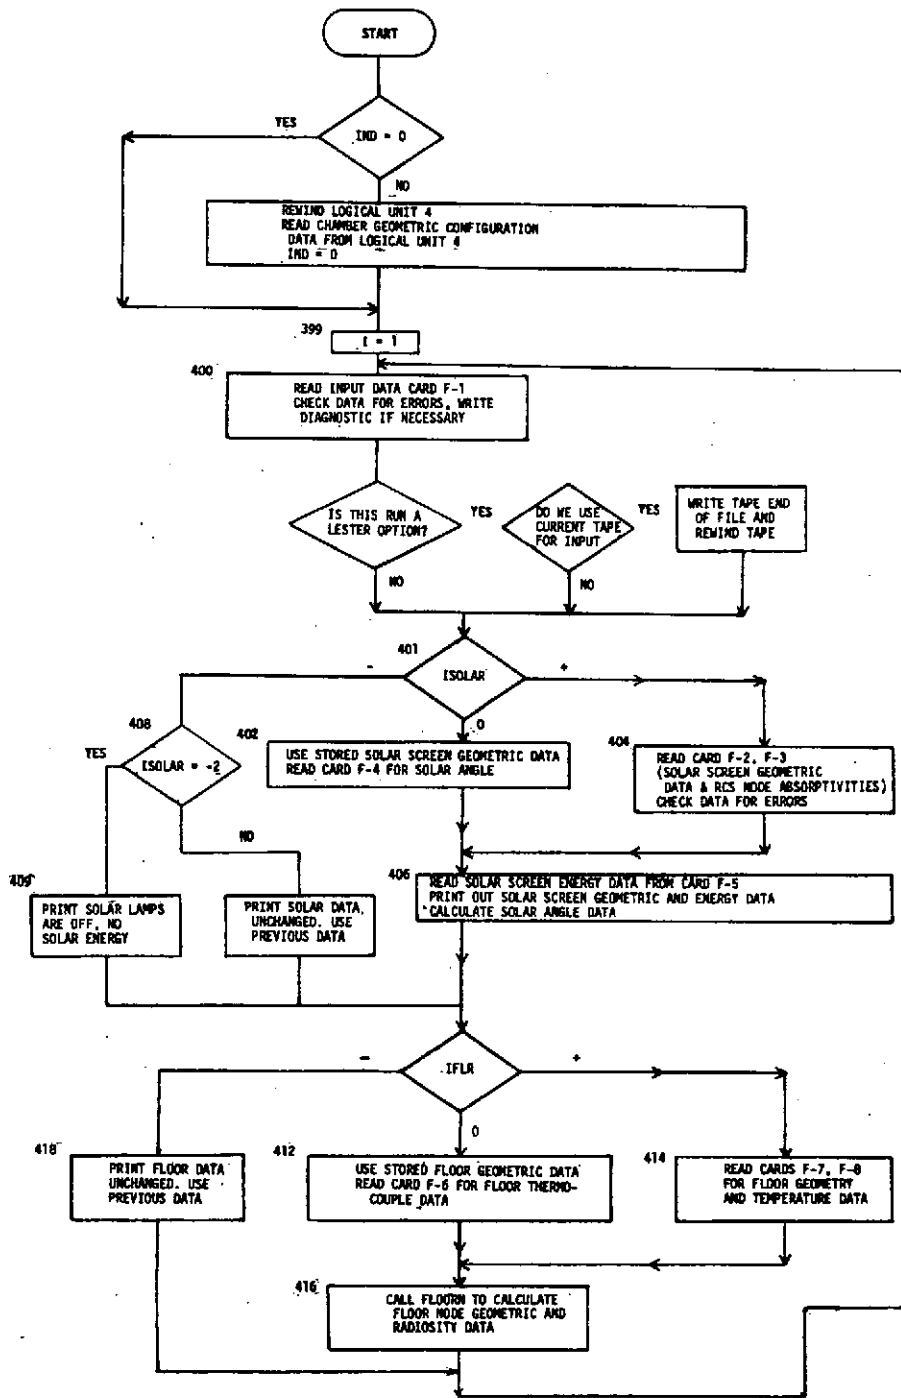 START
YES
IND = 0
NO
REWIND LOGICAL UNIT 4
READ CHAMBER GEOMETRIC CONFIGURATION
DATA FROM LOGICAL UNIT 4
IND = 0
399
I = 1
400
READ INPUT DATA CARD F-1
CHECK DATA FOR ERRORS, WRITE
DIAGNOSTIC IF NECESSARY
IS THIS RUN A
LESTER OPTION?
YES
DO WE USE
CURRENT TAPE
FOR INPUT
YES
WRITE TAPE END
OF FILE AND
REWIND TAPE
NO
NO
401
-
ISOLAR
+
0
408
YES
ISOLAR = -2
NO
402
USE STORED SOLAR SCREEN GEOMETRIC DATA
READ CARD F-4 FOR SOLAR ANGLE
404
READ CARD F-2, F-3
(SOLAR SCREEN GEOMETRIC
DATA & RCS NODE ABSORPTIVITIES)
CHECK DATA FOR ERRORS
409
PRINT SOLAR LAMPS
ARE OFF, NO
SOLAR ENERGY
PRINT SOLAR DATA,
UNCHANGED. USE
PREVIOUS DATA
406
READ SOLAR SCREEN ENERGY DATA FROM CARD F-5
PRINT OUT SOLAR SCREEN GEOMETRIC AND ENERGY DATA
CALCULATE SOLAR ANGLE DATA
-
IFLR
+
0
418
PRINT FLOOR DATA
UNCHANGED. USE
PREVIOUS DATA
412
USE STORED FLOOR GEOMETRIC DATA
READ CARD F-6 FOR FLOOR THERMO-
COUPLE DATA
414
READ CARDS F-7, F-8
FOR FLOOR GEOMETRY
AND TEMPERATURE DATA
416
CALL FLOORN TO CALCULATE
FLOOR NODE GEOMETRIC AND
RADIOSITY DATA